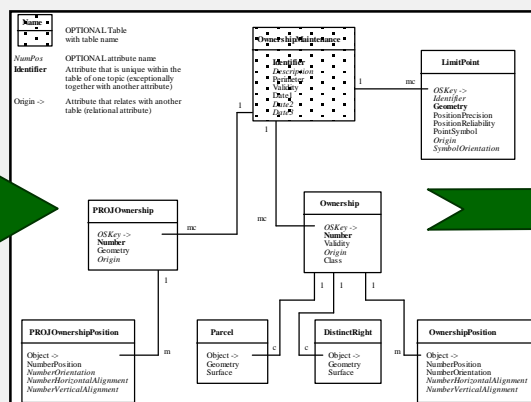 Name
OPTIONAL Table
with table name
NumPos
OPTIONAL attribute name
Identifier
Attribute that is unique within the
table of one topic (exceptionally
together with another attribute)
Origin ->
Attribute that relates with another
table (relational attribute)
OwnershipMaintenance
Identifier
Description
Perimeter
Validity
Date1
Date2
Date3
1
mc
1
1
LimitPoint
OSKey ->
Identifier
Geometry
PositionPrecision
PositionReliability
PointSymbol
Origin
SymbolOrientation
PROJOwnership
OSKey ->
Number
Geometry
Origin
mc
1
mc
Ownership
OSKey ->
Number
Validity
Origin
Class
1
1
1
PROJOwnershipPosition
Object ->
NumberPosition
NumberOrientation
NumberHorizontalAlignment
NumberVerticalAlignment
m
Parcel
Object ->
Geometry
Surface
c
DistinctRight
Object ->
Geometry
Surface
c
OwnershipPosition
Object ->
NumberPosition
NumberOrientation
NumberHorizontalAlignment
NumberVerticalAlignment
m